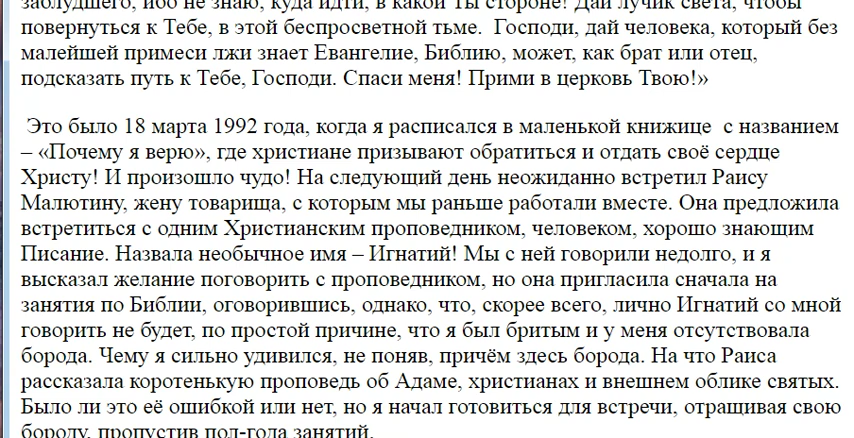 заблудшего, ибо не знаю, куда идти, в какой Ты стороне! Дай лучик света, чтобы
повернуться к Тебе, в этой беспросветной тьме.  Господи, дай человека, который без
малейшей примеси лжи знает Евангелие, Библию, может, как брат или отец,
подсказать путь к Тебе, Господи. Спаси меня! Прими в церковь Твою!»
Это было 18 марта 1992 года, когда я расписался в маленькой книжице  с названием
– «Почему я верю», где христиане призывают обратиться и отдать своё сердце
Христу! И произошло чудо! На следующий день неожиданно встретил Раису
Малютину, жену товарища, с которым мы раньше работали вместе. Она предложила
встретиться с одним Христианским проповедником, человеком, хорошо знающим
Писание. Назвала необычное имя – Игнатий! Мы с ней говорили недолго, и я
высказал желание поговорить с проповедником, но она пригласила сначала на
занятия по Библии, оговорившись, однако, что, скорее всего, лично Игнатий со мной
говорить не будет, по простой причине, что я был бритым и у меня отсутствовала
борода. Чему я сильно удивился, не поняв, причём здесь борода. На что Раиса
рассказала коротенькую проповедь об Адаме, христианах и внешнем облике святых.
Было ли это её ошибкой или нет, но я начал готовиться для встречи, отращивая свою
бороду, пропустив пол-года занятий.